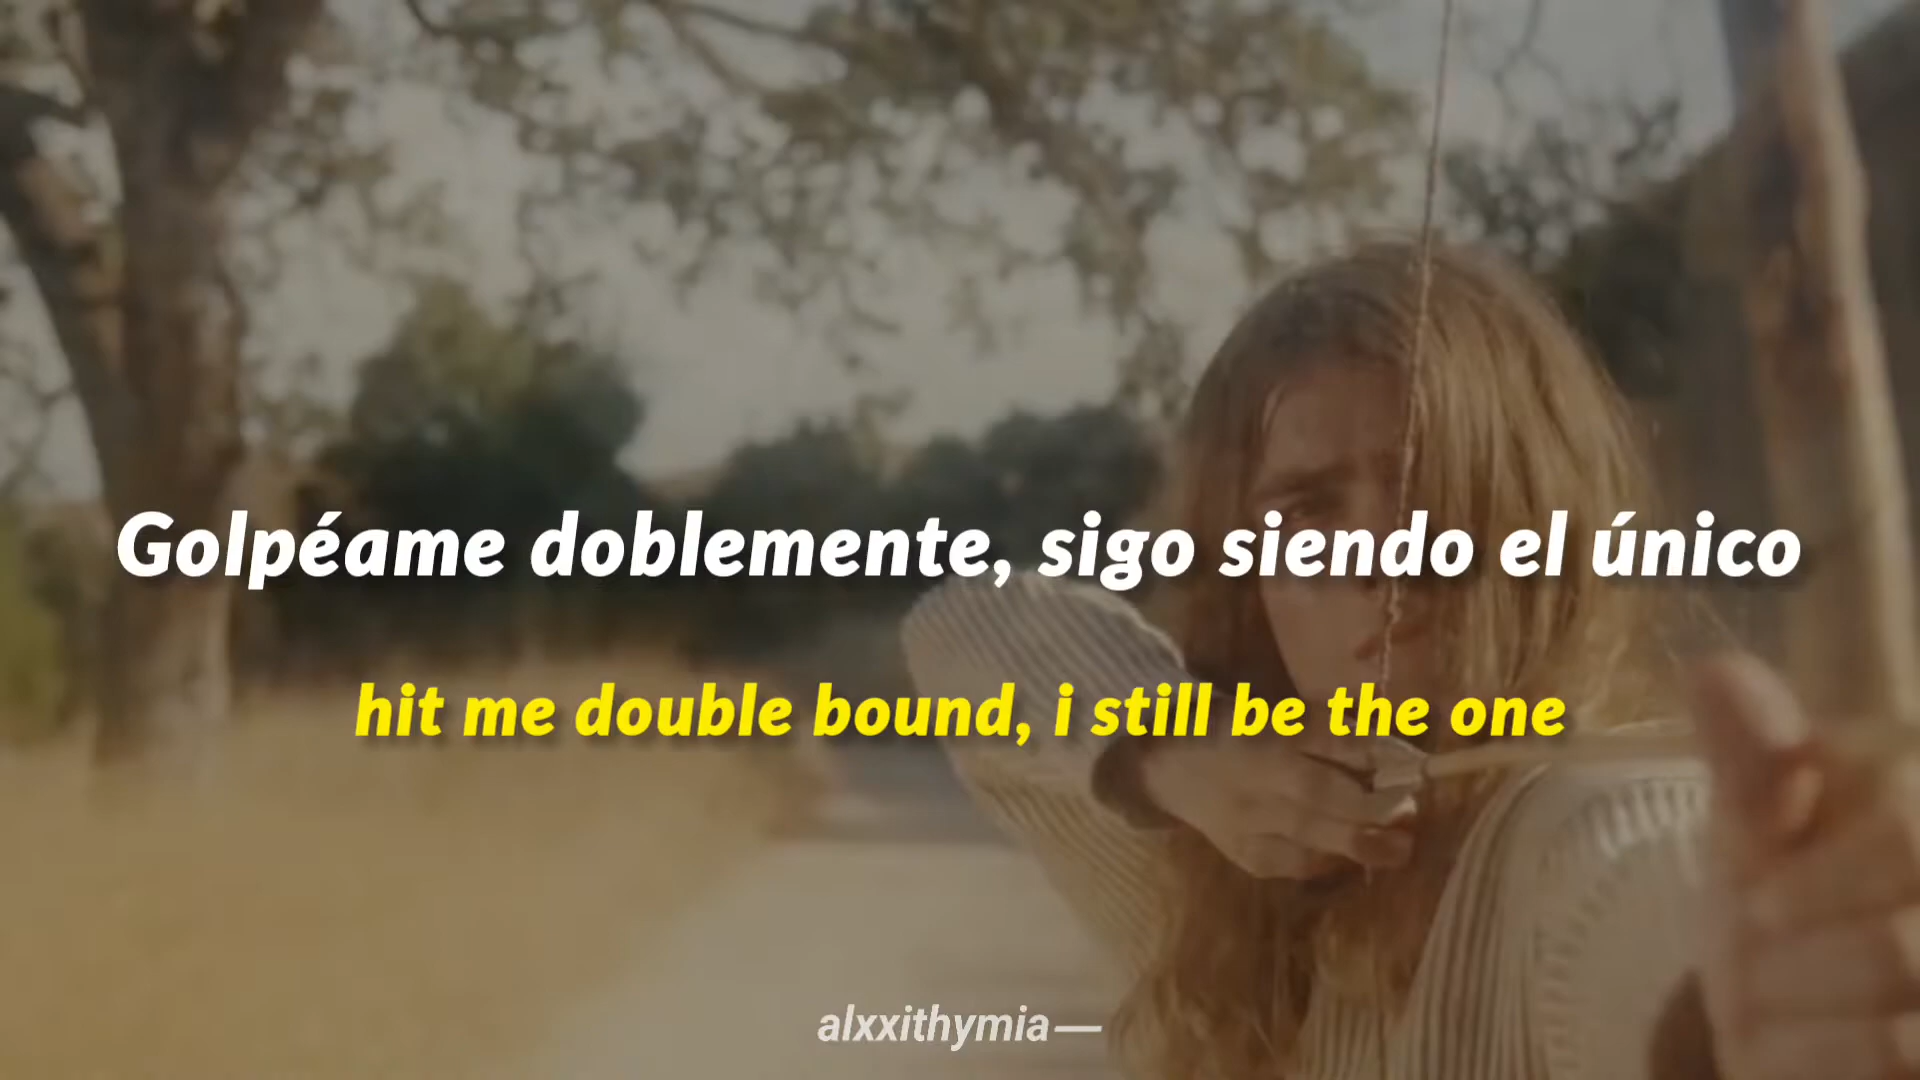 Golpéame doblemente, sigo siendo el único
hit me double bound, i still be the one
alxxithymia—